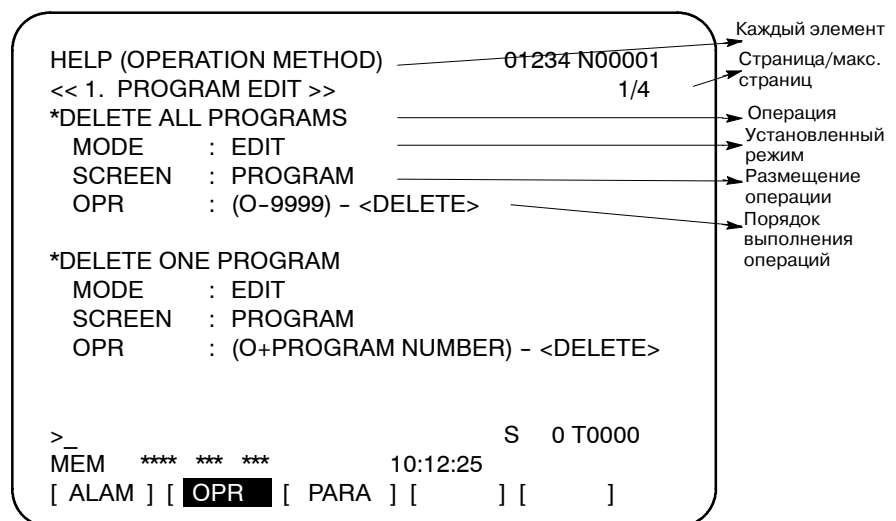 HELP (OPERATION METHOD) 01234 N00001
<< 1. PROGRAM EDIT >> 1/4
*DELETE ALL PROGRAMS
MODE : EDIT
SCREEN : PROGRAM
OPR : (O-9999) - <DELETE>
*DELETE ONE PROGRAM
MODE : EDIT
SCREEN : PROGRAM
OPR : (O+PROGRAM NUMBER) - <DELETE>
>_ S 0 T0000
MEM **** *** *** 10:12:25
[ ALAM ] [ OPR [ PARA ] [ ] [ ]
Каждый элемент
Страница/макс.
страниц
Операция
Установленный
режим
Размещение
операции
Порядок
выполнения
операций